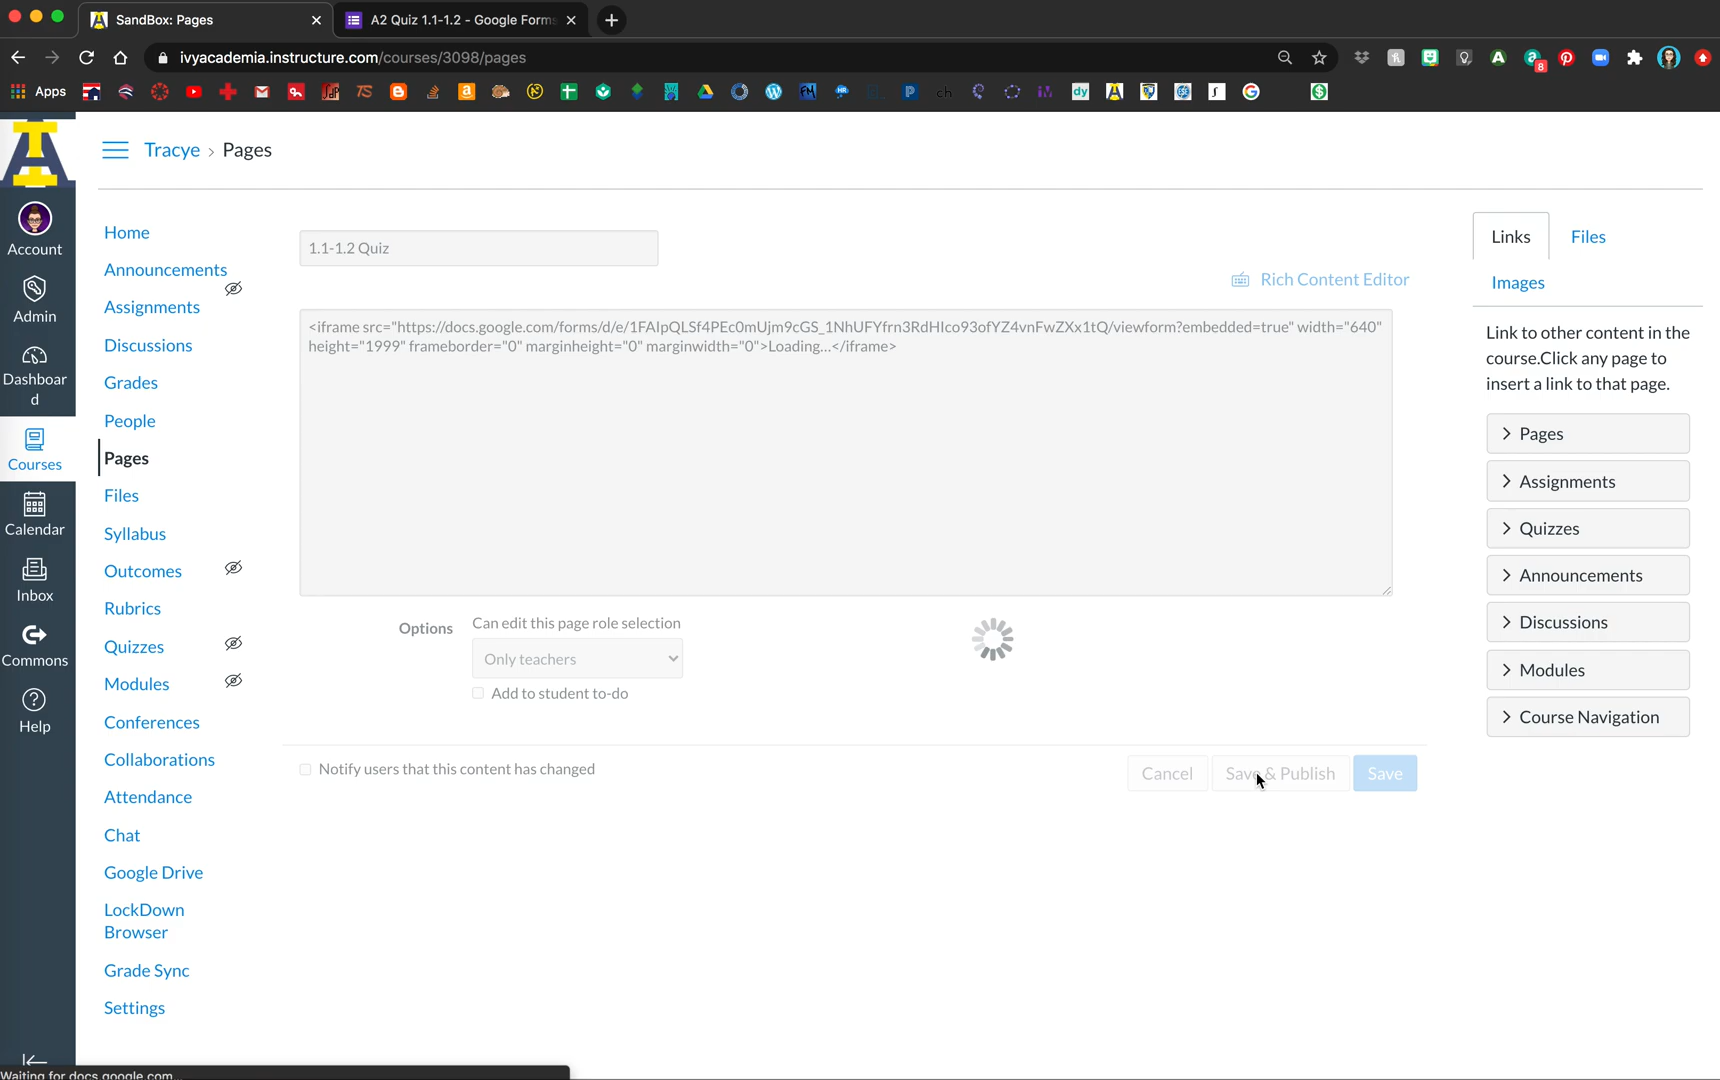 SandBox: Pages
A2 Quiz 1.1-1.2 - Google Forms
ivyacademia.instructure.com/courses/3098/pages
8
Apps
Tracye > Pages
Account
Admin
Dashboar
d
Courses
Calendar
Inbox
Commons
Help
Home
Announcements
Assignments
Discussions
Grades
People
Pages
Files
Syllabus
Outcomes
Rubrics
Quizzes
Modules
Conferences
Collaborations
Attendance
Chat
Google Drive
LockDown
Browser
Grade Sync
Settings
1.1-1.2 Quiz
Rich Content Editor
<iframe src="https://docs.google.com/forms/d/e/1FAIpQLSf4PEc0mUjm9cGS_1NhUFYfrn3RdHIco93ofYZ4vnFwZXx1tQ/viewform?embedded=true" width="640"
height="1999" frameborder="0" marginheight="0" marginwidth="0">Loading...</iframe>
Options
Can edit this page role selection
Only teachers
Add to student to-do
Notify users that this content has changed
Cancel
Save & Publish
Save
Links
Files
Images
Link to other content in the
course.Click any page to
insert a link to that page.
Pages
Assignments
Quizzes
Announcements
Discussions
Modules
Course Navigation
Waiting for docs.google.com...